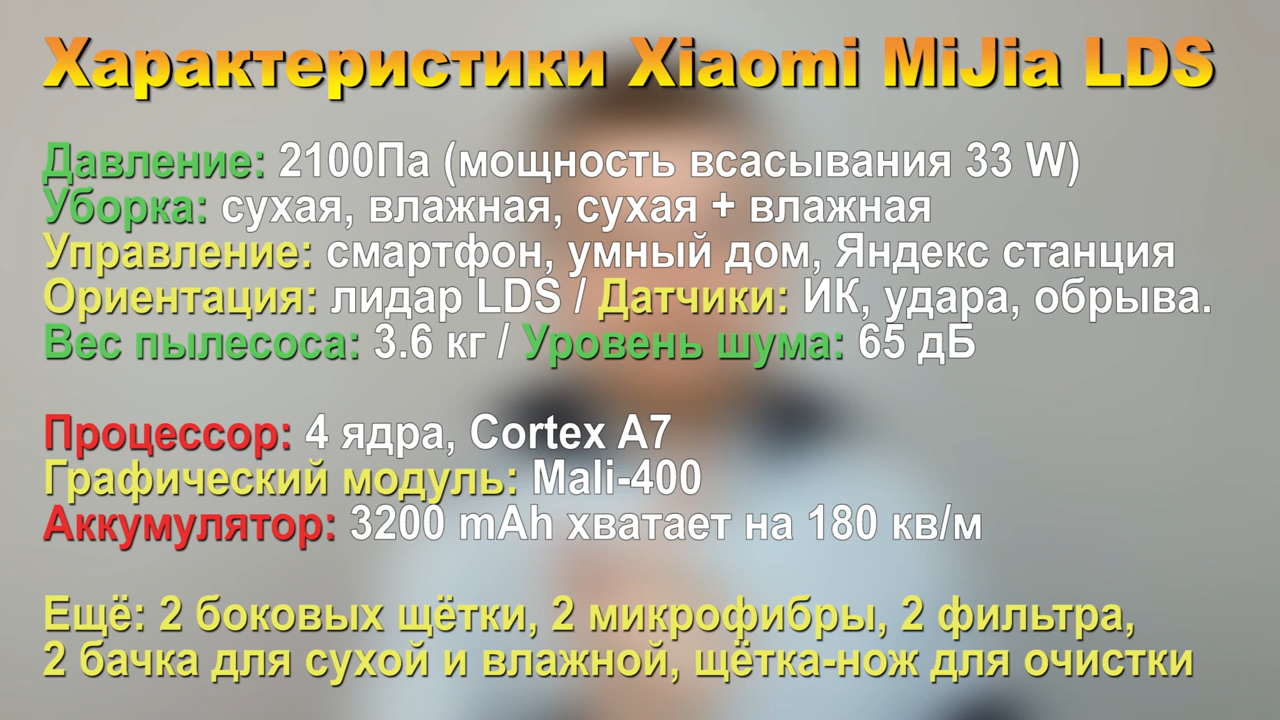 Характеристики Xiaomi MiJia LDS
Давление: 2100Па (мощность всасывания 33 W)
Уборка: сухая, влажная, сухая + влажная
Управление: смартфон, умный дом, Яндекс станция
Ориентация: лидар LDS / Датчики: ИК, удара, обрыва.
Вес пылесоса: 3.6 кг / Уровень шума: 65 дБ
Процессор: 4 ядра, Cortex A7
Графический модуль: Mali-400
Аккумулятор: 3200 mAh хватает на 180 кв/м
Ещё: 2 боковых щётки, 2 микрофибры, 2 фильтра,
2 бачка для сухой и влажной, щётка-нож для очистки